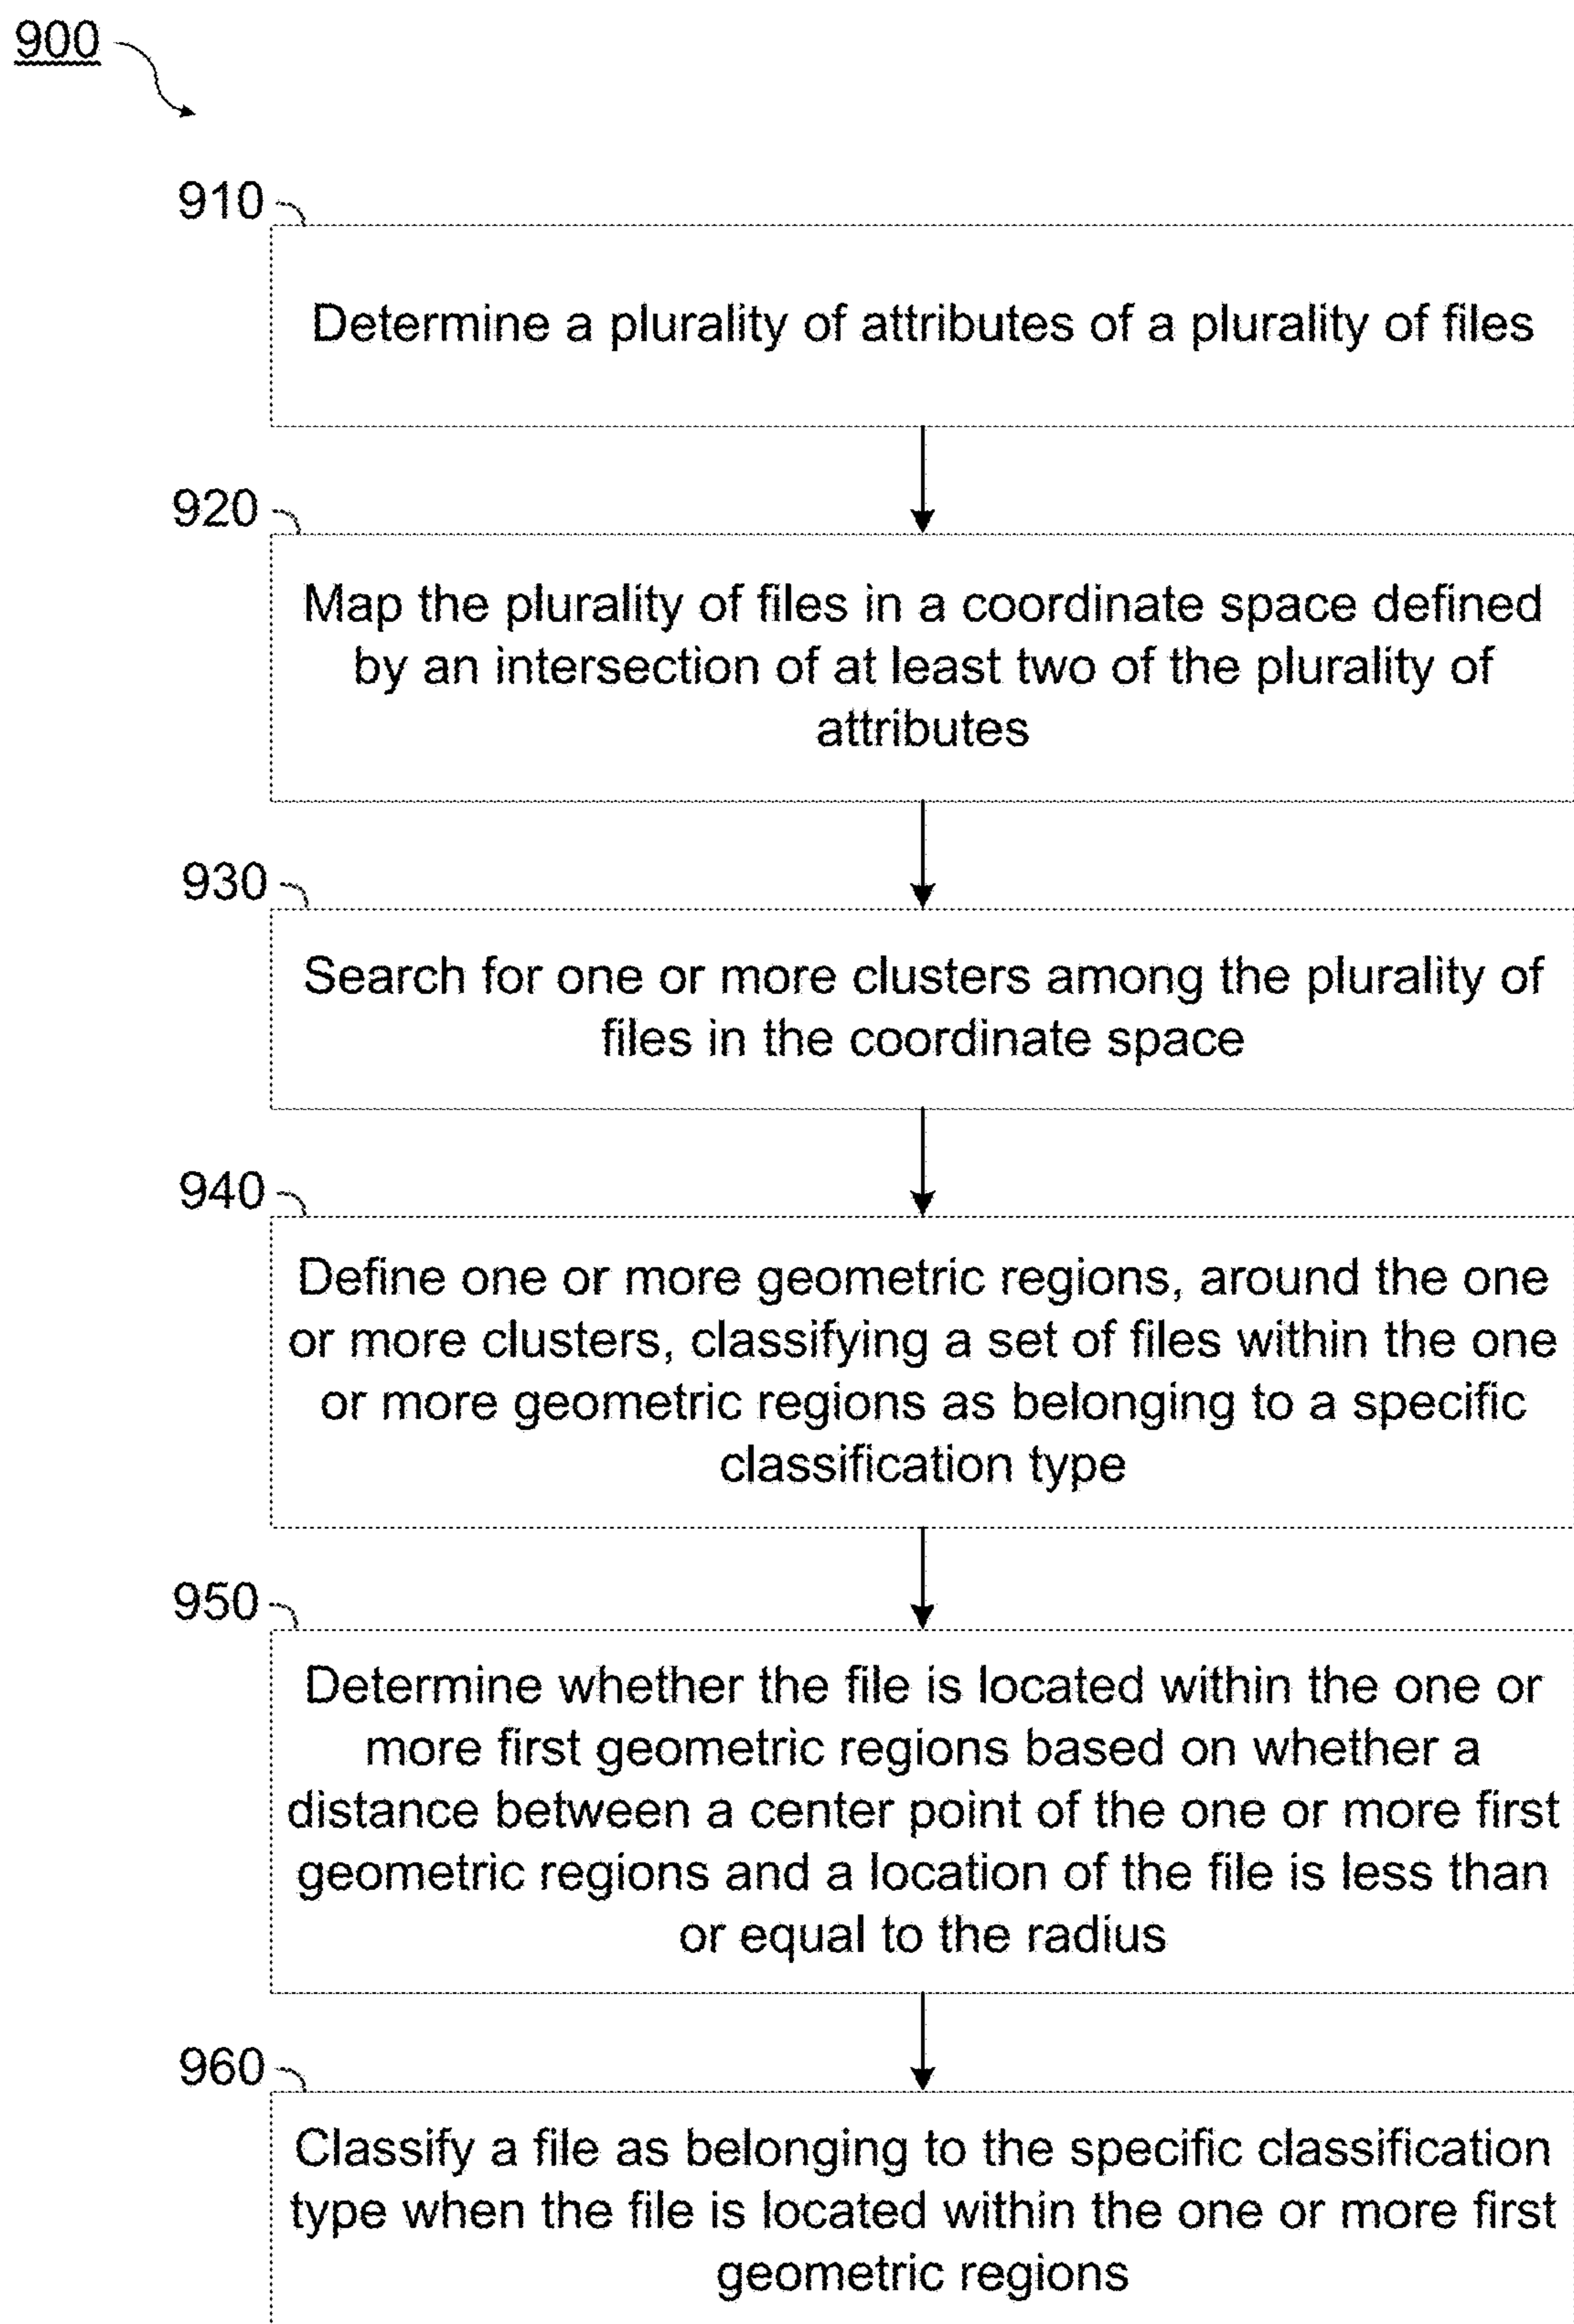 900
910
Determine a plurality of attributes of a plurality of files
920
Map the plurality of files in a coordinate space defined
by an intersection of at least two of the plurality of
attributes
930
Search for one or more clusters among the plurality of
files in the coordinate space
940
Define one or more geometric regions, around the one
or more clusters, classifying a set of files within the one
or more geometric regions as belonging to a specific
classification type
950
Determine whether the file is located within the one or
more first geometric regions based on whether a
distance between a center point of the one or more first
geometric regions and a location of the file is less than
or equal to the radius
960
Classify a file as belonging to the specific classification
type when the file is located within the one or more first
geometric regions